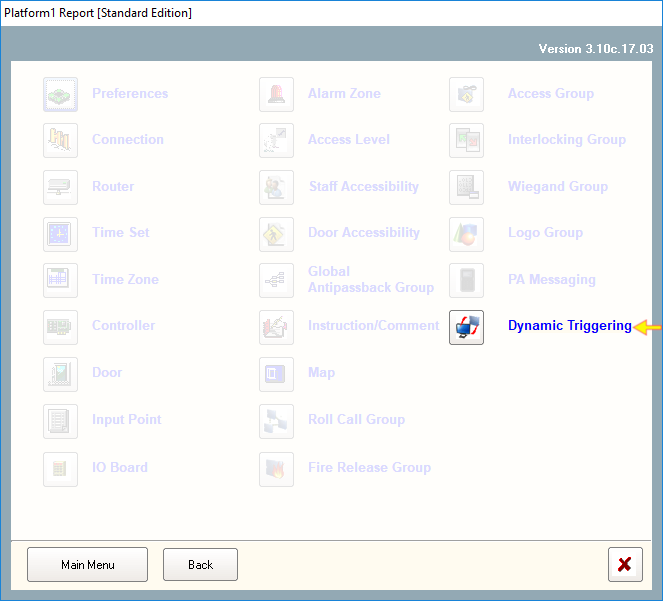 Platform1 Report [Standard Edition]
Version 3.10c.17.03
Preferences
Connection
Router
Time Set
Time Zone
Controller
Door
Input Point
IO Board
Alarm Zone
Access Level
Staff Accessibility
Door Accessibility
Global
Antipassback Group
Instruction/Comment
Map
Roll Call Group
Fire Release Group
Access Group
Interlocking Group
Wiegand Group
Logo Group
PA Messaging
Dynamic Triggering
Main Menu
Back